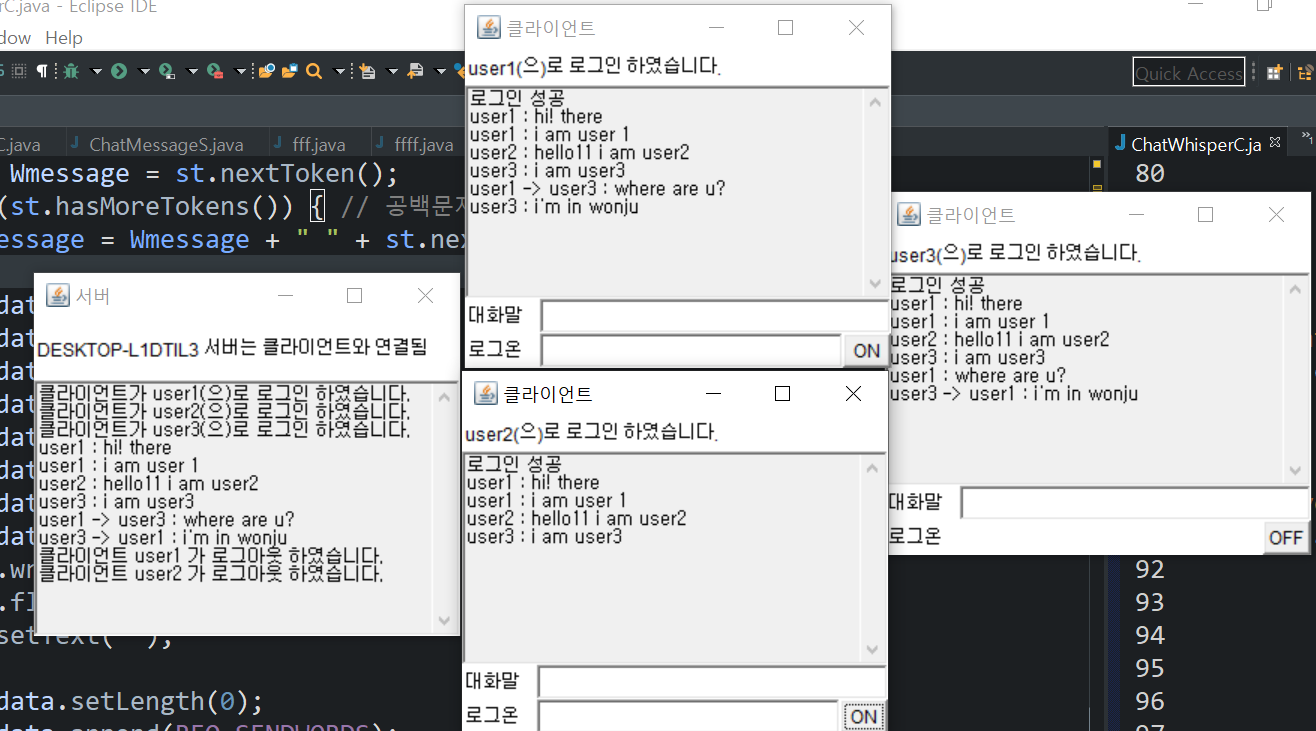 rC.java - Eclipse IDE
dow Help
Quick Access
C.java ChatMessageS.java fff.java ffff.java
ChatWhisperC.ja
Wmessage = st.nextToken();
(st.hasMoreTokens()) { // 공백문자
essage = Wmessage + " " + st.nex
80
클라이언트
user1(으)로 로그인 하였습니다.
로그인 성공
user1 : hi! there
user1 : i am user 1
user2 : hello11 i am user2
user3 : i am user3
user1 -> user3 : where are u?
user3 : i'm in wonju
대화말
로그온
ON
클라이언트
user3(으)로 로그인 하였습니다.
로그인 성공
user1 : hi! there
user1 : i am user 1
user2 : hello11 i am user2
user3 : i am user3
user1 : where are u?
user3 -> user1 : i'm in wonju
대화말
로그온
OFF
서버
DESKTOP-L1DTIL3 서버는 클라이언트와 연결됨
클라이언트가 user1(으)로 로그인 하였습니다.
클라이언트가 user2(으)로 로그인 하였습니다.
클라이언트가 user3(으)로 로그인 하였습니다.
user1 : hi! there
user1 : i am user 1
user2 : hello11 i am user2
user3 : i am user3
user1 -> user3 : where are u?
user3 -> user1 : i'm in wonju
클라이언트 user1 가 로그아웃 하였습니다.
클라이언트 user2 가 로그아웃 하였습니다.
클라이언트
user2(으)로 로그인 하였습니다.
로그인 성공
user1 : hi! there
user1 : i am user 1
user2 : hello11 i am user2
user3 : i am user3
대화말
로그온
ON
dat
dat
dat
dat
dat
dat
dat
dat
.wr
.fl
data.setLength(0);
92
93
94
95
96